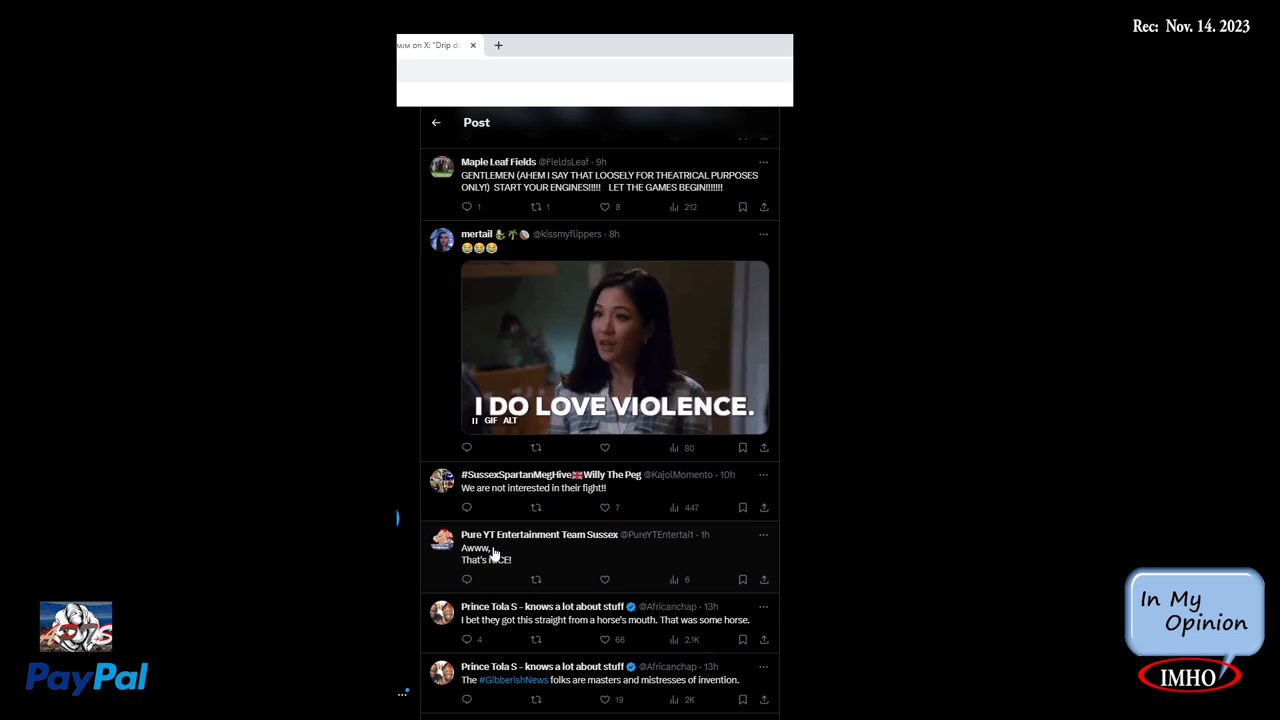 Rec: Nov. 14. 2023
MJM on X: "Drip dr
Post
Maple Leaf Fields @FieldsLeaf · 9h
GENTLEMEN (AHEM I SAY THAT LOOSELY FOR THEATRICAL PURPOSES
ONLY!) START YOUR ENGINES!!!!! LET THE GAMES BEGIN!!!!!!!
1 1 8 212
mertail 🧜‍♀️🌴🥥 @kissmyflippers · 8h
😂😂😂
I DO LOVE VIOLENCE.
GIF ALT
80
#SussexSpartanMegHive🇬🇧Willy The Peg @KajolMomento · 10h
We are not interested in their fight!!
7 447
Pure YT Entertainment Team Sussex @PureYTEntertai1 · 1h
Awww,
That's NICE!
6
Prince Tola S - knows a lot about stuff @Africanchap · 13h
I bet they got this straight from a horse's mouth. That was some horse.
4 66 2.1K
Prince Tola S - knows a lot about stuff @Africanchap · 13h
The #GibberishNews folks are masters and mistresses of invention.
19 2K
PayPal
In My
Opinion
IMHO